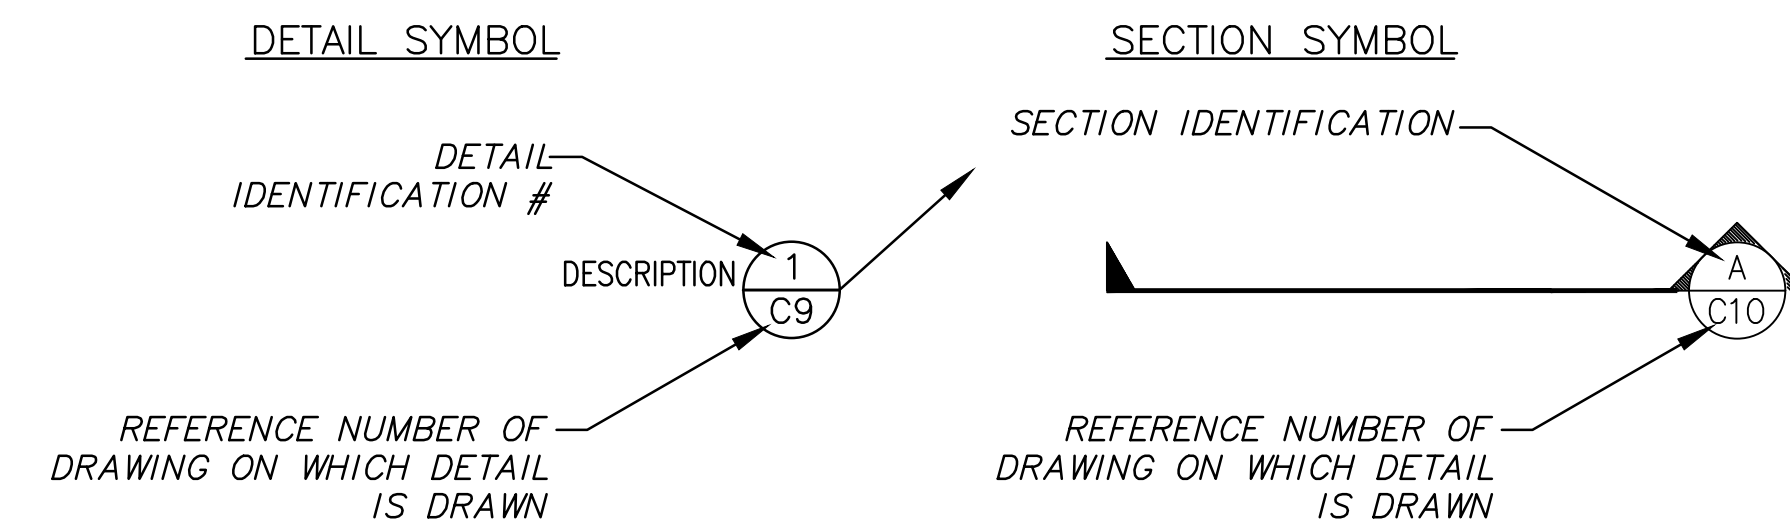 DETAIL SYMBOL
DETAIL
IDENTIFICATION #
DESCRIPTION
1
C9
REFERENCE NUMBER OF
DRAWING ON WHICH DETAIL
IS DRAWN
SECTION SYMBOL
SECTION IDENTIFICATION
A
C10
REFERENCE NUMBER OF
DRAWING ON WHICH DETAIL
IS DRAWN